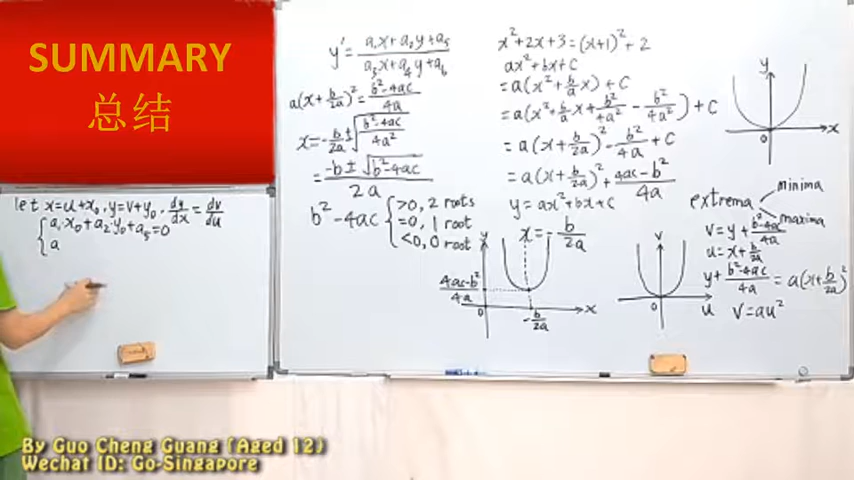 SUMMARY
总结
let x=u+x₀, y=v+y₀, dy/dx = dv/du
a₁x₀+a₂y₀+a₅=0
a
y' = (a₁x+a₂y+a₅)/(a₃x+a₄y+a₆)
a(x+b/2a)² = (b²-4ac)/4a
x=-b/2a ± √((b²-4ac)/4a²)
= (-b ± √(b²-4ac))/2a
b²-4ac { >0, 2 roots
=0, 1 root
<0, 0 root
x²+2x+3=(x+1)²+2
ax²+bx+c
=a(x²+(b/a)x)+c
=a(x²+(b/a)x+b²/4a²-b²/4a²)+c
=a(x+b/2a)²-b²/4a+c
=a(x+b/2a)²+(4ac-b²)/4a
y=ax²+bx+c
x=-b/2a
y
(4ac-b²)/4a
0
-b/2a
x
y
0
x
extrema
minima
maxima
v=y+(b²-4ac)/4a
u=x+b/2a
y+(b²-4ac)/4a=a(x+b/2a)²
v=au²
v
0
u
By Guo Cheng Guang (Aged 12)
Wechat ID: Go-Singapore